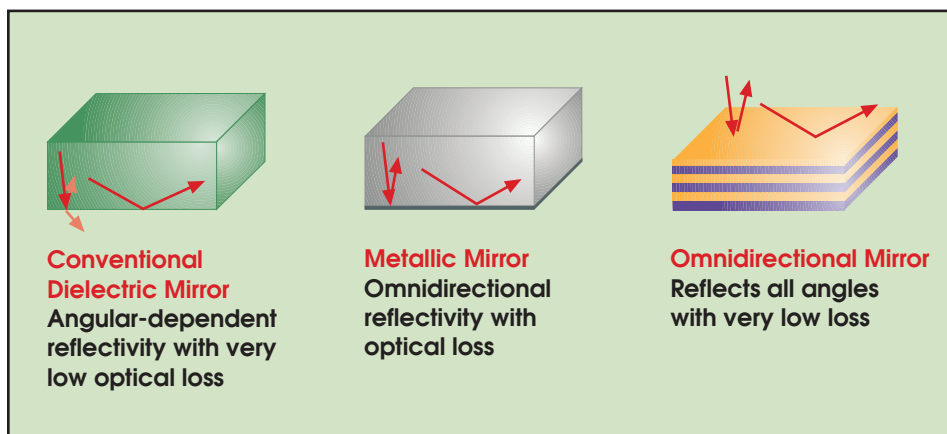 Conventional
Dielectric Mirror
Angular-dependent
reflectivity with very
low optical loss
Metallic Mirror
Omnidirectional
reflectivity with
optical loss
Omnidirectional Mirror
Reflects all angles
with very low loss